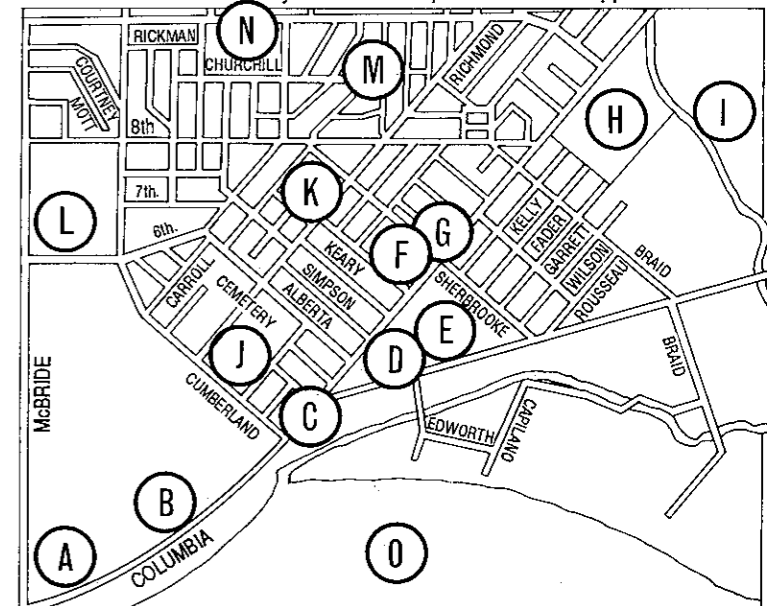 N
RICKMAN
CHURCHILL
M
RICHMOND
COURTNEY
MOTT
8th
H
I
7th.
K
L
6th.
KELLY
FADER
GARRETT
WILSON
ROUSSEAU
BRAID
G
F
KEARY
SIMPSON
ALBERTA
SHERBROOKE
CARROLL
CEMETERY
E
D
J
BRAID
McBRIDE
CUMBERLAND
C
EDWORTH
CAPILANO
B
A
COLUMBIA
O